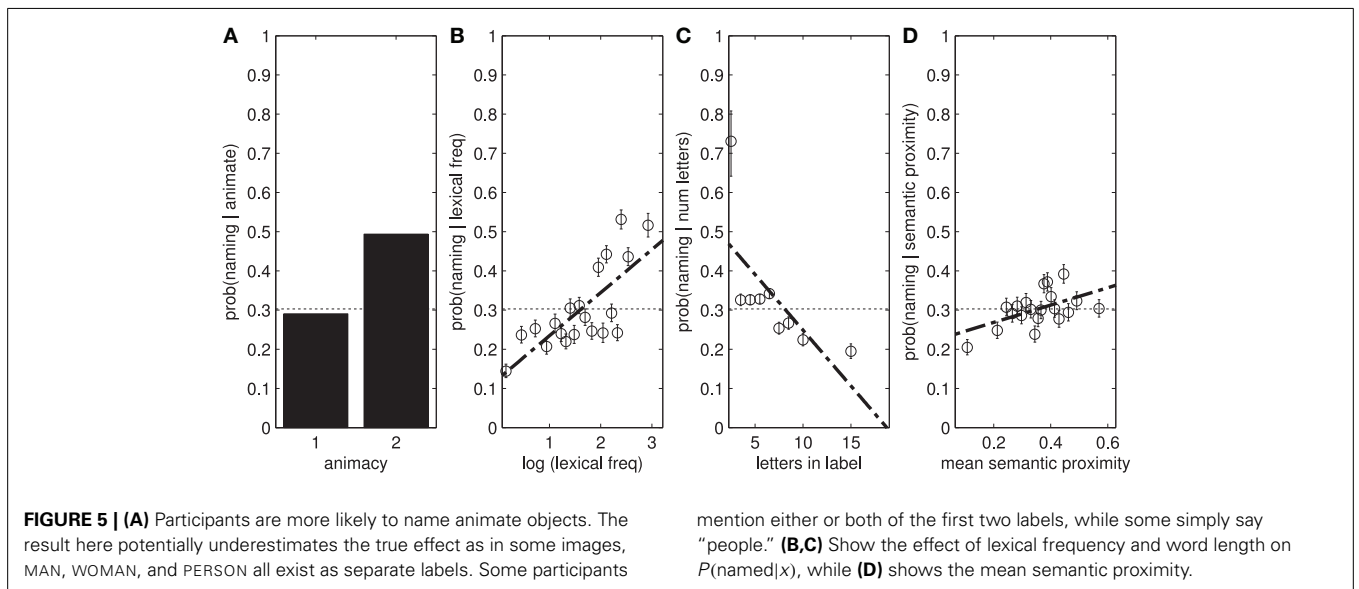 A
prob(naming | animate)
1
0.9
0.8
0.7
0.6
0.5
0.4
0.3
0.2
0.1
0
1 2
animacy
B
prob(naming | lexical freq)
1
0.9
0.8
0.7
0.6
0.5
0.4
0.3
0.2
0.1
0
1 2 3
log (lexical freq)
C
prob(naming | num letters)
1
0.9
0.8
0.7
0.6
0.5
0.4
0.3
0.2
0.1
0
5 10 15
letters in label
D
prob(naming | semantic proximity)
1
0.9
0.8
0.7
0.6
0.5
0.4
0.3
0.2
0.1
0
0.2 0.4 0.6
mean semantic proximity
FIGURE 5 | (A) Participants are more likely to name animate objects. The
result here potentially underestimates the true effect as in some images,
MAN, WOMAN, and PERSON all exist as separate labels. Some participants
mention either or both of the first two labels, while some simply say
“people.” (B,C) Show the effect of lexical frequency and word length on
P(named|x), while (D) shows the mean semantic proximity.